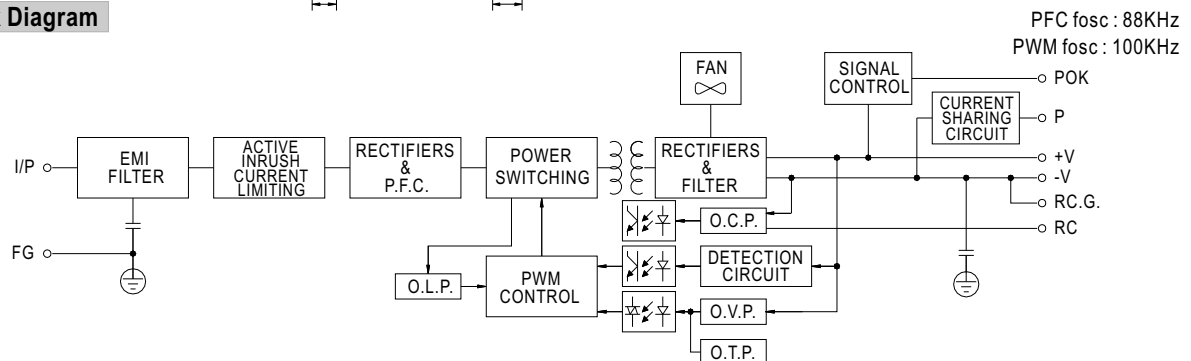 Diagram
PFC fosc : 88KHz
PWM fosc : 100KHz
FAN
SIGNAL
CONTROL
POK
CURRENT
SHARING
CIRCUIT
P
I/P
EMI
FILTER
ACTIVE
INRUSH
CURRENT
LIMITING
RECTIFIERS
&
P.F.C.
POWER
SWITCHING
RECTIFIERS
&
FILTER
+V
-V
RC.G.
RC
O.C.P.
FG
DETECTION
CIRCUIT
O.L.P.
PWM
CONTROL
O.V.P.
O.T.P.